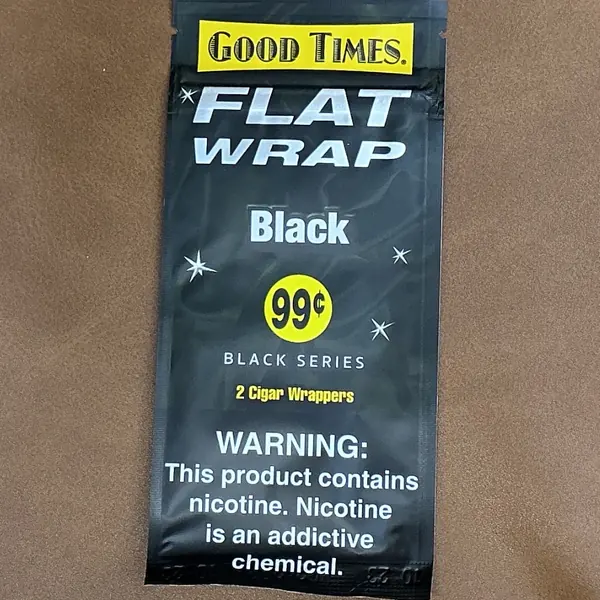 GOOD TIMES®
FLAT
WRAP
Black
99¢
BLACK SERIES
2 Cigar Wrappers
WARNING:
This product contains
nicotine. Nicotine
is an addictive
chemical.